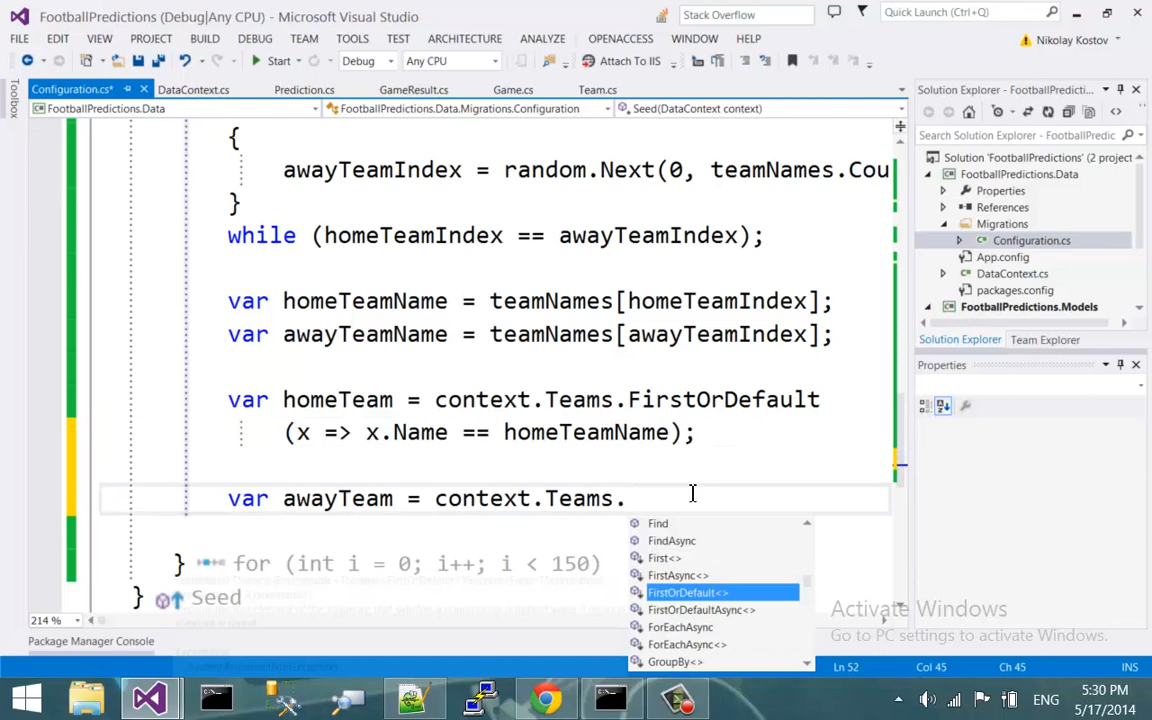 FootballPredictions (Debug|Any CPU) - Microsoft Visual Studio
Stack Overflow
Quick Launch (Ctrl+Q)
FILE EDIT VIEW PROJECT BUILD DEBUG TEAM TOOLS TEST ARCHITECTURE ANALYZE OPENACCESS WINDOW HELP
Nikolay Kostov
Start Debug Any CPU Attach To IIS
Toolbox
Configuration.cs* DataContext.cs Prediction.cs GameResult.cs Game.cs Team.cs
FootballPredictions.Data FootballPredictions.Data.Migrations.Configuration Seed(DataContext context)
{
awayTeamIndex = random.Next(0, teamNames.Cou
}
while (homeTeamIndex == awayTeamIndex);
var homeTeamName = teamNames[homeTeamIndex];
var awayTeamName = teamNames[awayTeamIndex];
var homeTeam = context.Teams.FirstOrDefault
(x => x.Name == homeTeamName);
var awayTeam = context.Teams.
} for (int i = 0; i++; i < 150)
} Seed
Find
FindAsync
First<>
FirstAsync<>
FirstOrDefault<>
FirstOrDefaultAsync<>
ForEachAsync
ForEachAsync<>
GroupBy<>
214 %
Package Manager Console
Solution Explorer - FootballPredicti...
Search Solution Explorer - FootballPredic
Solution 'FootballPredictions' (2 project
FootballPredictions.Data
Properties
References
Migrations
Configuration.cs
App.config
DataContext.cs
packages.config
FootballPredictions.Models
Solution Explorer Team Explorer
Properties
Activate Windows
Go to PC settings to activate Windows.
Ln 52 Col 45 Ch 45 INS
ENG
5:30 PM
5/17/2014